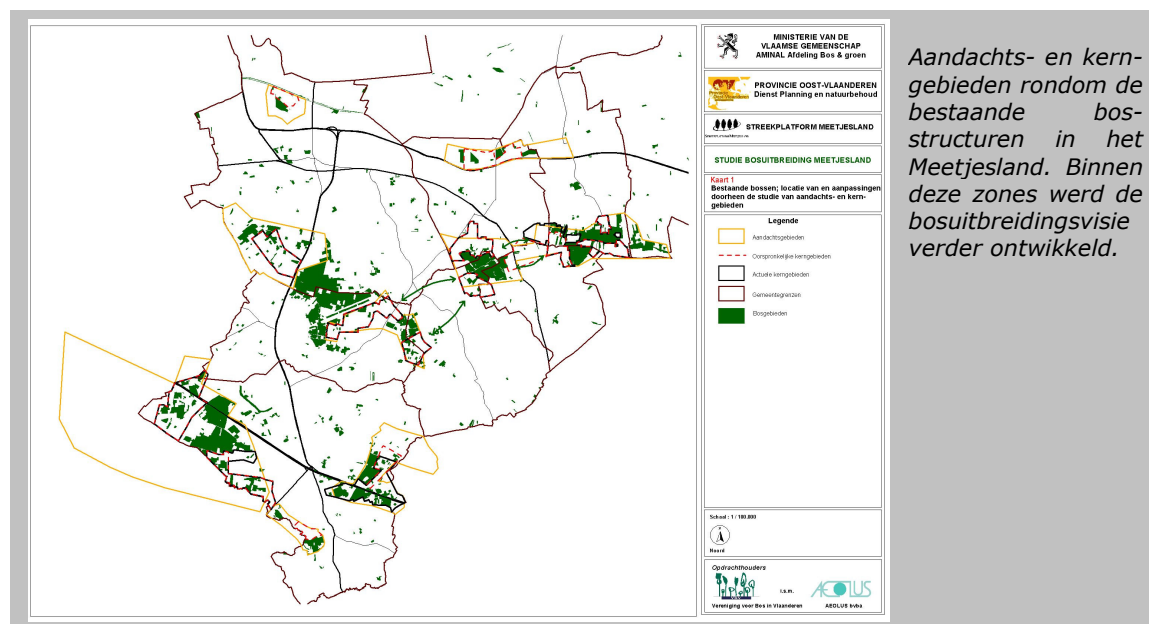 MINISTERIE VAN DE
VLAAMSE GEMEENSCHAP
AMINAL Afdeling Bos & groen
PROVINCIE OOST-VLAANDEREN
Dienst Planning en natuurbehoud
STREEKPLATFORM MEETJESLAND
STUDIE BOSUITBREIDING MEETJESLAND
Kaart 1
Bestaande bossen; locatie van en aanpassingen
doorheen de studie van aandachts- en kern-
gebieden
Legende
Aandachtsgebieden
Oorspronkelijke kerngebieden
Actuele kerngebieden
Gemeentegrenzen
Bosgebieden
Schaal : 1 / 100.000
Noord
Opdrachthouders
i.s.m.
AEOLUS
Vereniging voor Bos in Vlaanderen
AEOLUS bvba
Aandachts- en kern-
gebieden rondom de
bestaande bos-
structuren in het
Meetjesland. Binnen
deze zones werd de
bosuitbreidingsvisie
verder ontwikkeld.